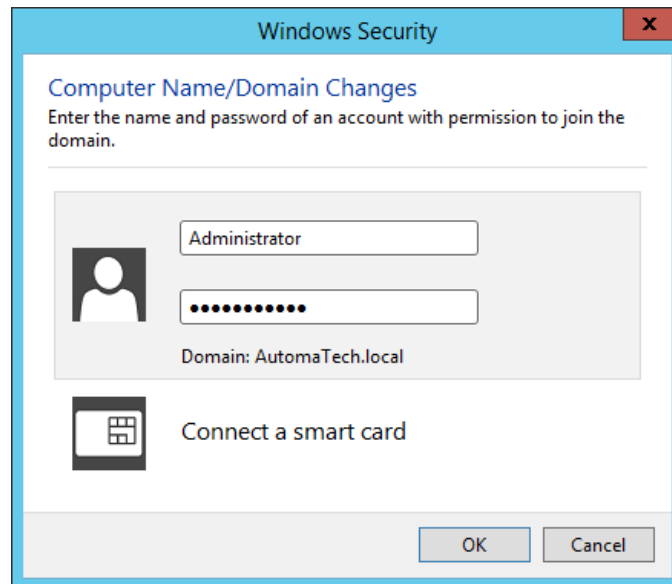 Windows Security
x
Computer Name/Domain Changes
Enter the name and password of an account with permission to join the
domain.
Administrator
●●●●●●●●●●●
Domain: AutomaTech.local
Connect a smart card
OK
Cancel